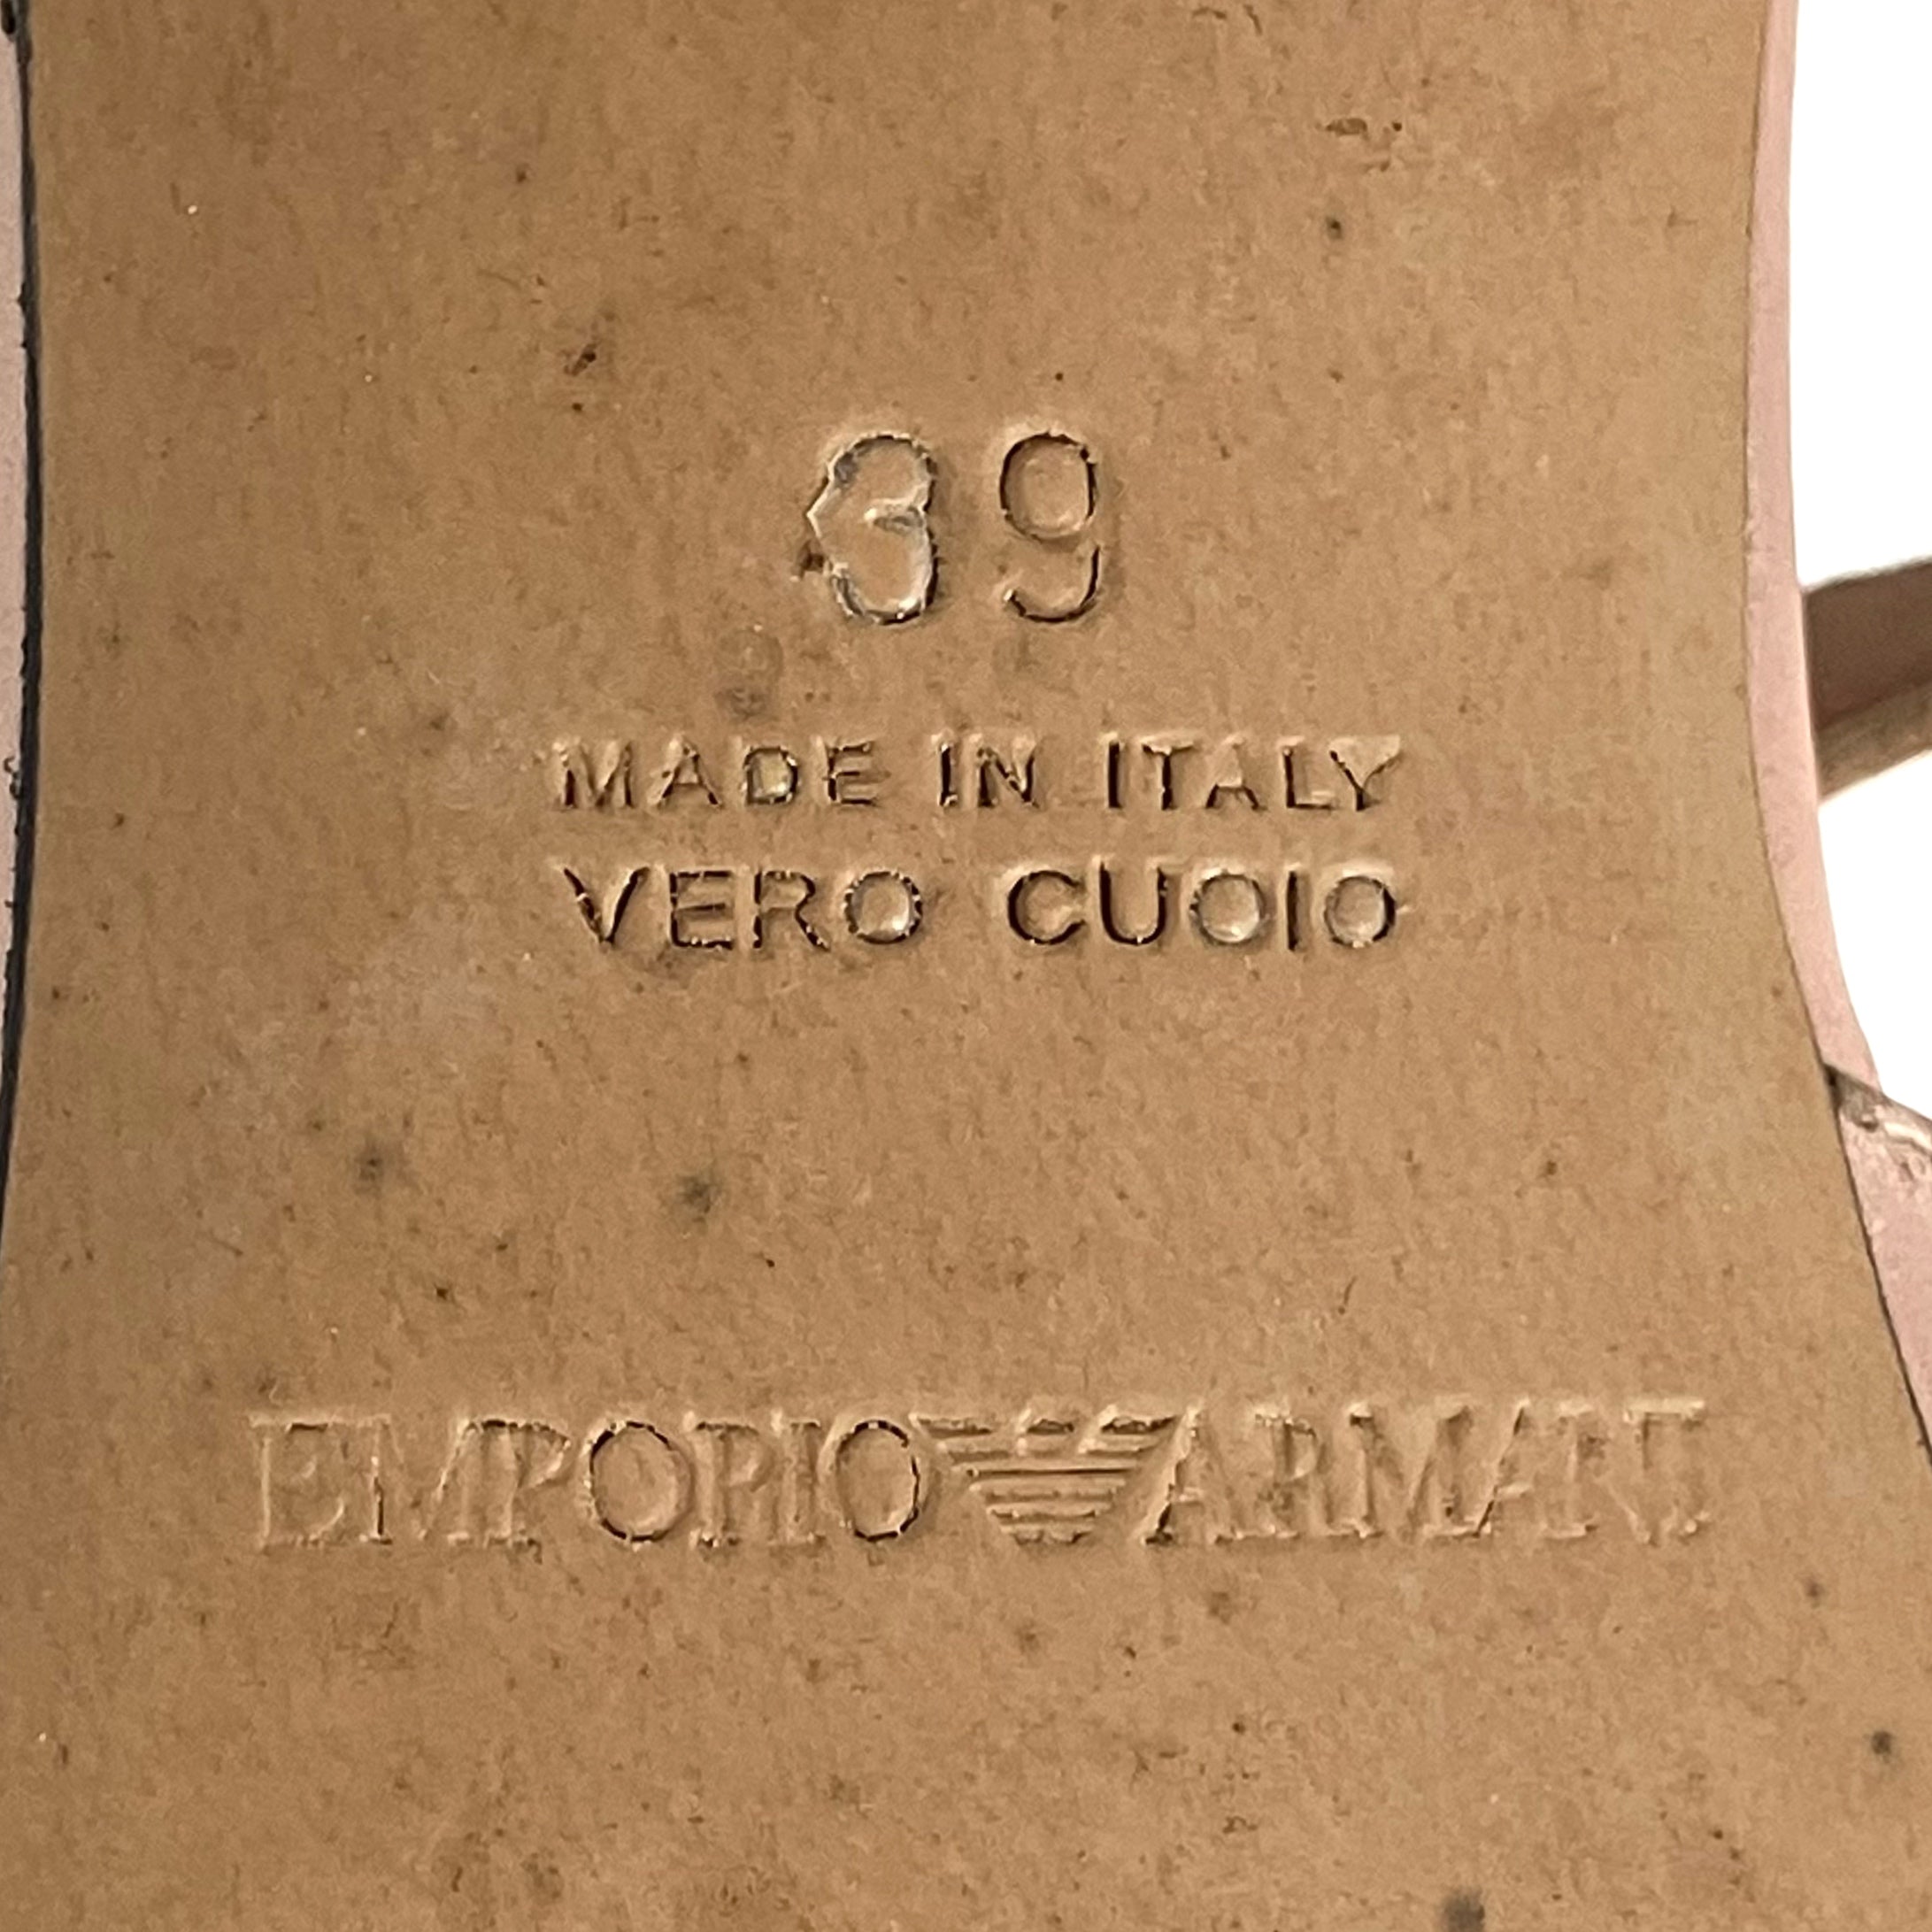 39
MADE IN ITALY
VERO CUOIO
EMPORIO ARMANI